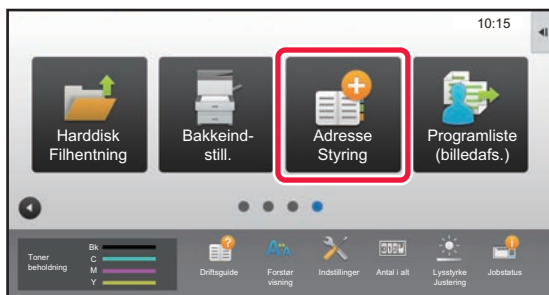 10:15
Harddisk
Filhentning
Bakkeind-
still.
Adresse
Styring
Programliste
(billedafs.)
Toner
beholdning
Bk
C
M
Y
Driftsguide
Forstør
visning
Indstillinger
Antal i alt
Lysstyrke
Justering
Jobstatus